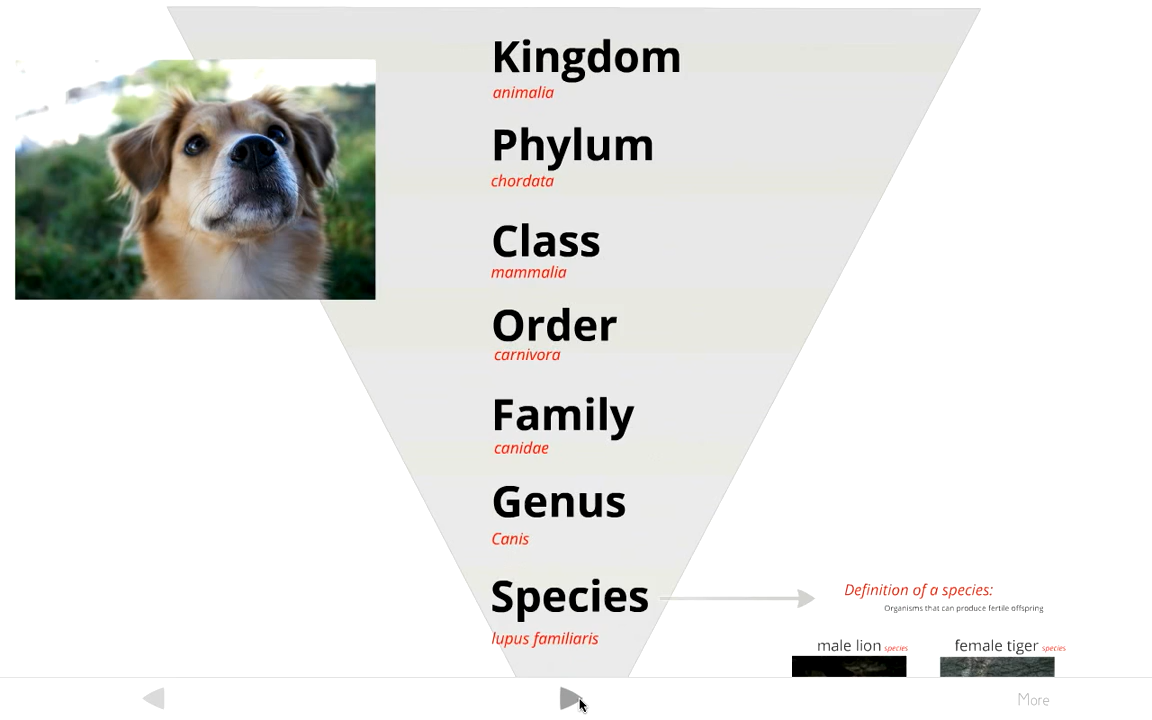 Kingdom
animalia
Phylum
chordata
Class
mammalia
Order
carnivora
Family
canidae
Genus
Canis
Species
lupus familiaris
Definition of a species:
Organisms that can produce fertile offspring
male lion species
female tiger species
More